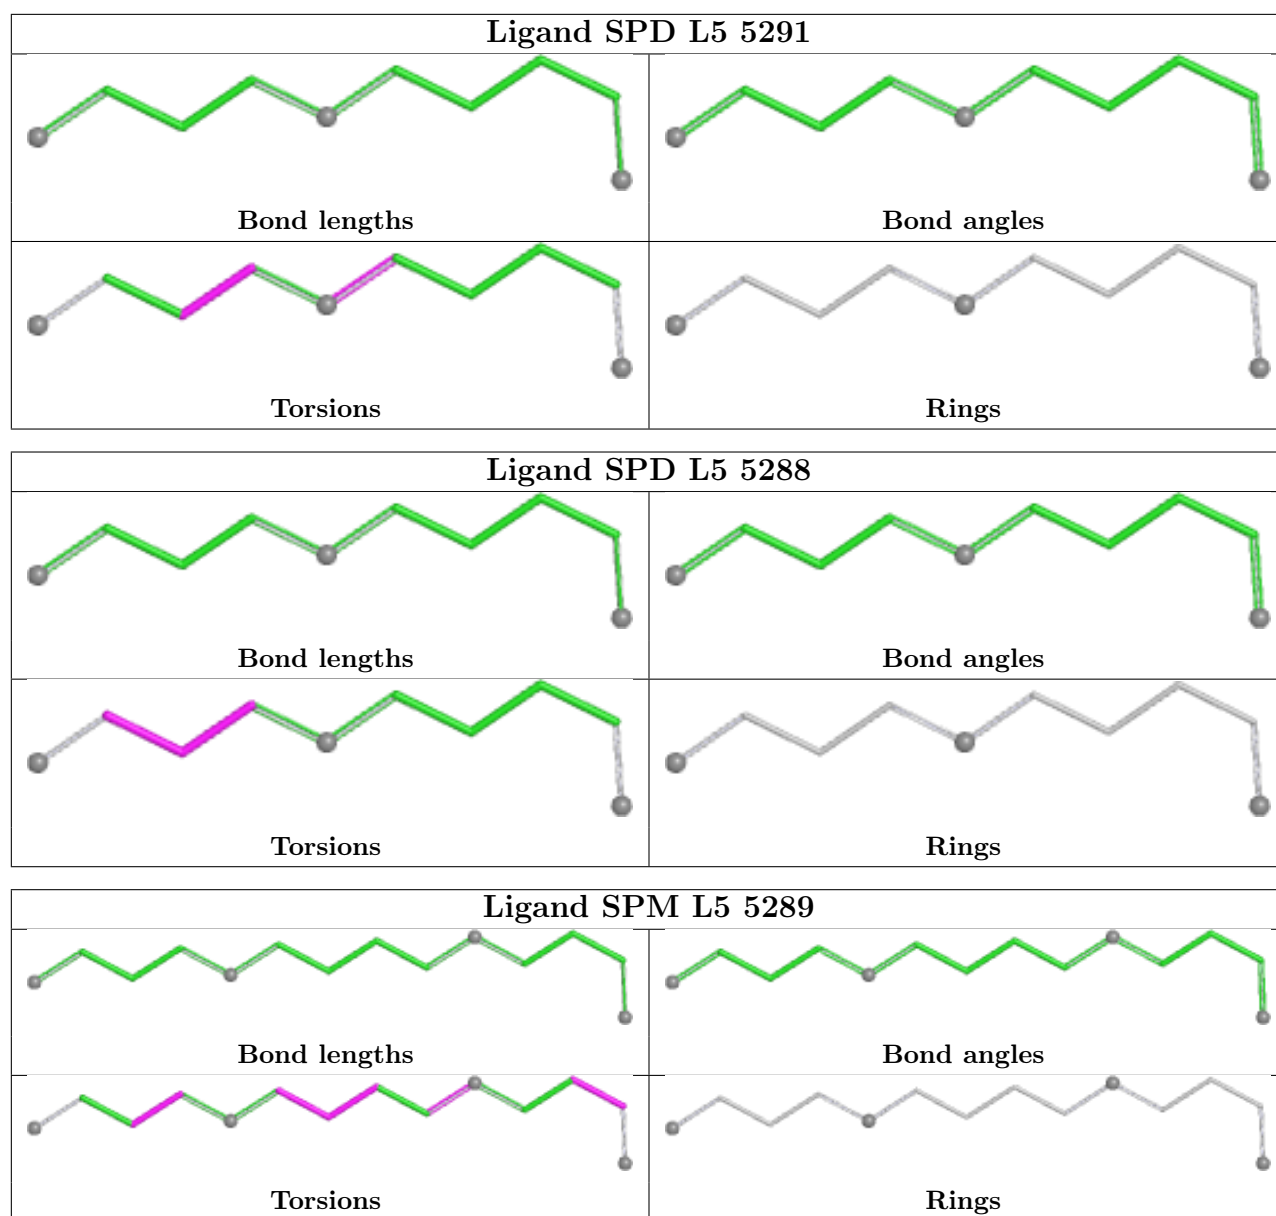 Ligand SPD L5 5291
Bond lengths
Bond angles
Torsions
Rings
Ligand SPD L5 5288
Bond lengths
Bond angles
Torsions
Rings
Ligand SPM L5 5289
Bond lengths
Bond angles
Torsions
Rings